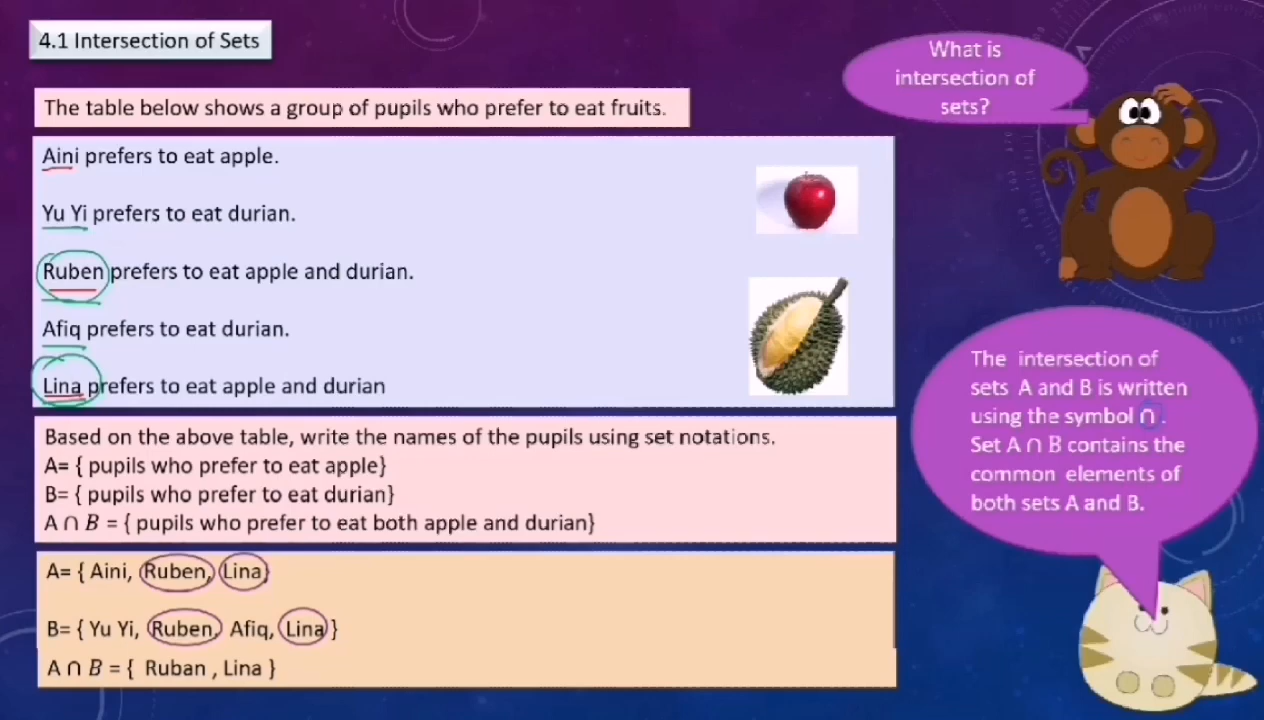 4.1 Intersection of Sets
The table below shows a group of pupils who prefer to eat fruits.
Aini prefers to eat apple.
Yu Yi prefers to eat durian.
Ruben prefers to eat apple and durian.
Afiq prefers to eat durian.
Lina prefers to eat apple and durian
Based on the above table, write the names of the pupils using set notations.
A= { pupils who prefer to eat apple}
B= { pupils who prefer to eat durian}
A ∩ B = { pupils who prefer to eat both apple and durian}
A= { Aini, Ruben, Lina}
B= { Yu Yi, Ruben, Afiq, Lina }
A ∩ B = { Ruban , Lina }
What is
intersection of
sets?
The intersection of
sets A and B is written
using the symbol ∩ .
Set A ∩ B contains the
common elements of
both sets A and B.